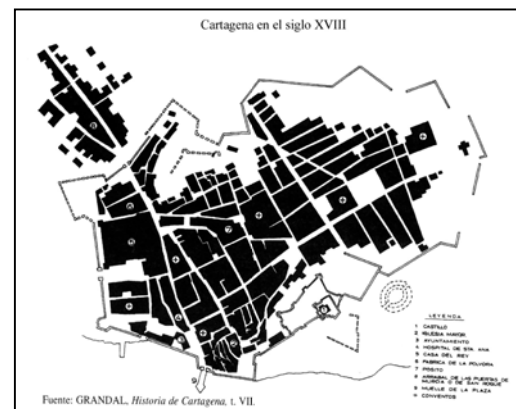 Cartagena en el siglo XVIII
LEYENDA
1 CASTILLO
2 IGLESIA MAYOR
3 AYUNTAMIENTO
4 HOSPITAL DE STA. ANA
5 CASA DEL REY
6 FABRICA DE LA POLVORA
7 POSITO
8 ARRABAL DE LAS PUERTAS DE
MURCIA O DE SAN ROQUE
9 MUELLE DE LA PLAZA
+ CONVENTOS
Fuente: GRANDAL, Historia de Cartagena, t. VII.